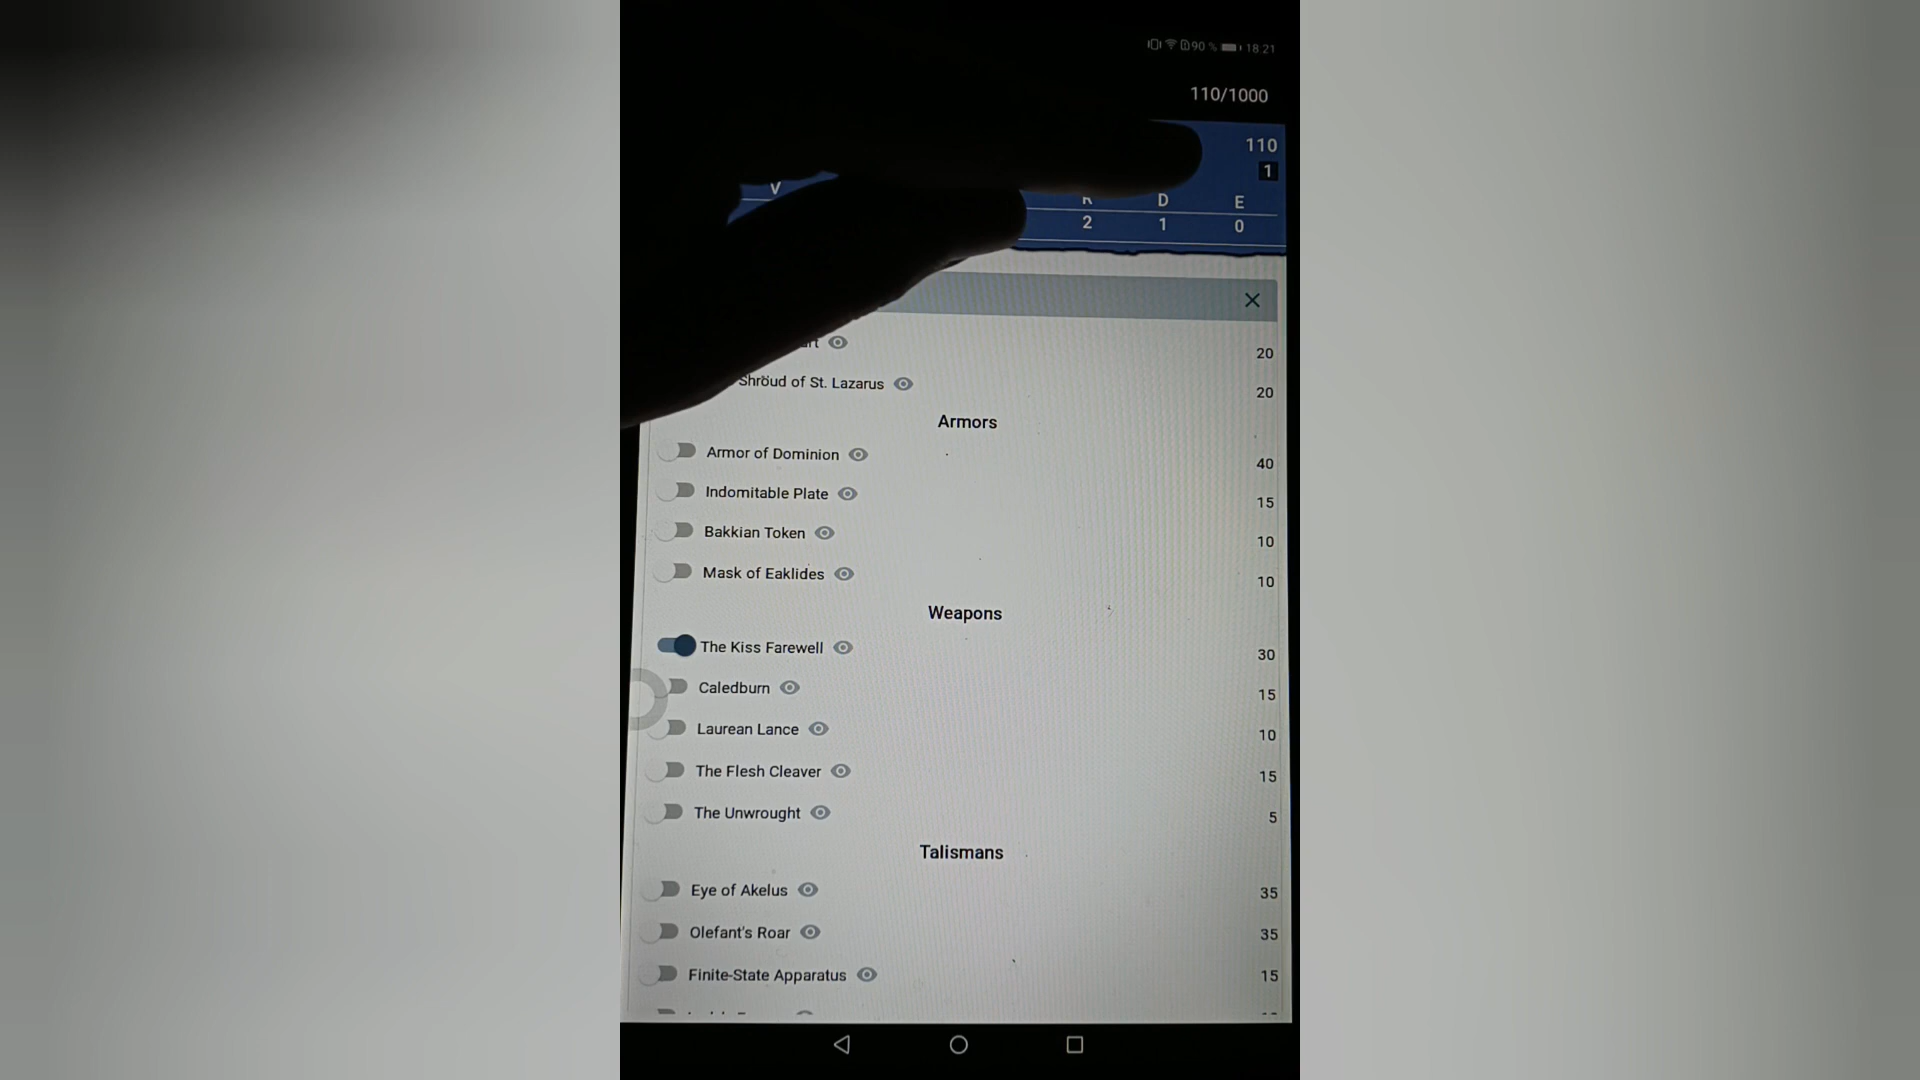 90 % 18:21
110/1000
110
1
V R D E
2 1 0
20
Shroud of St. Lazarus 20
Armors
Armor of Dominion 40
Indomitable Plate 15
Bakkian Token 10
Mask of Eaklides 10
Weapons
The Kiss Farewell 30
Caledburn 15
Laurean Lance 10
The Flesh Cleaver 15
The Unwrought 5
Talismans
Eye of Akelus 35
Olefant's Roar 35
Finite-State Apparatus 15